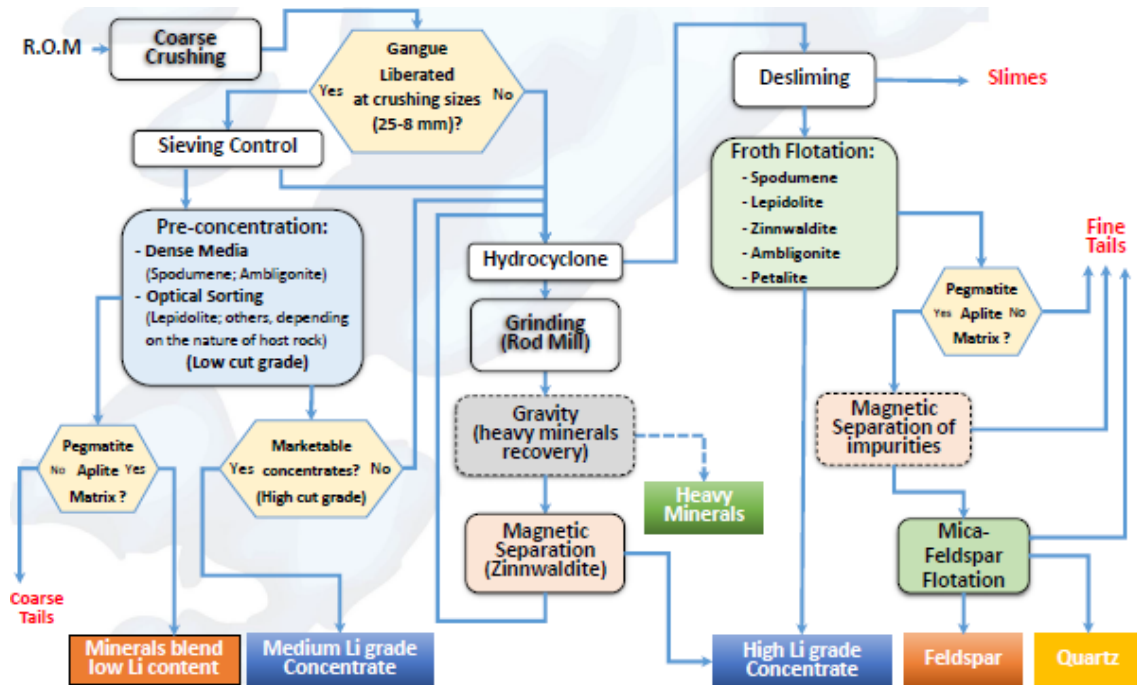 R.O.M
Coarse
Crushing
Gangue
Liberated
at crushing sizes
(25-8 mm)?
Yes
No
Sieving Control
Pre-concentration:
- Dense Media
(Spodumene; Ambligonite)
- Optical Sorting
(Lepidolite; others, depending
on the nature of host rock)
(Low cut grade)
Pegmatite
No Aplite Yes
Matrix ?
Coarse
Tails
Minerals blend
low Li content
Marketable
Yes concentrates? No
(High cut grade)
Medium Li grade
Concentrate
Hydrocyclone
Grinding
(Rod Mill)
Gravity
(heavy minerals
recovery)
Heavy
Minerals
Magnetic
Separation
(Zinnwaldite)
Desliming
Slimes
Froth Flotation:
- Spodumene
- Lepidolite
- Zinnwaldite
- Ambligonite
- Petalite
High Li grade
Concentrate
Fine
Tails
Pegmatite
Yes Aplite No
Matrix ?
Magnetic
Separation of
impurities
Mica-
Feldspar
Flotation
Feldspar
Quartz